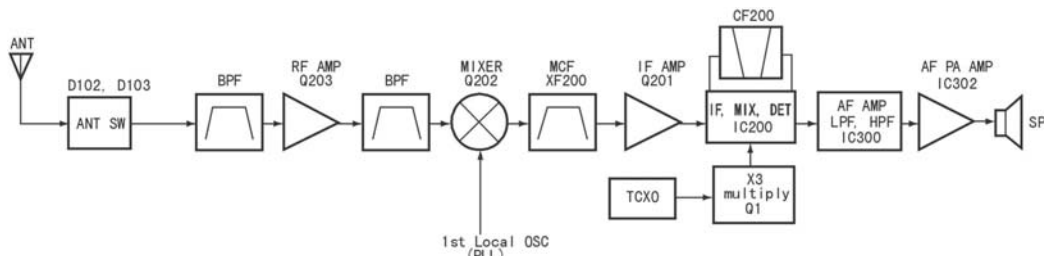 ANT
D102, D103
ANT SW
BPF
RF AMP
Q203
BPF
MIXER
Q202
1st Local OSC
(PLL)
MCF
XF200
IF AMP
Q201
CF200
IF, MIX, DET
IC200
TCXO
X3
multiply
Q1
AF AMP
LPF, HPF
IC300
AF PA AMP
IC302
SP